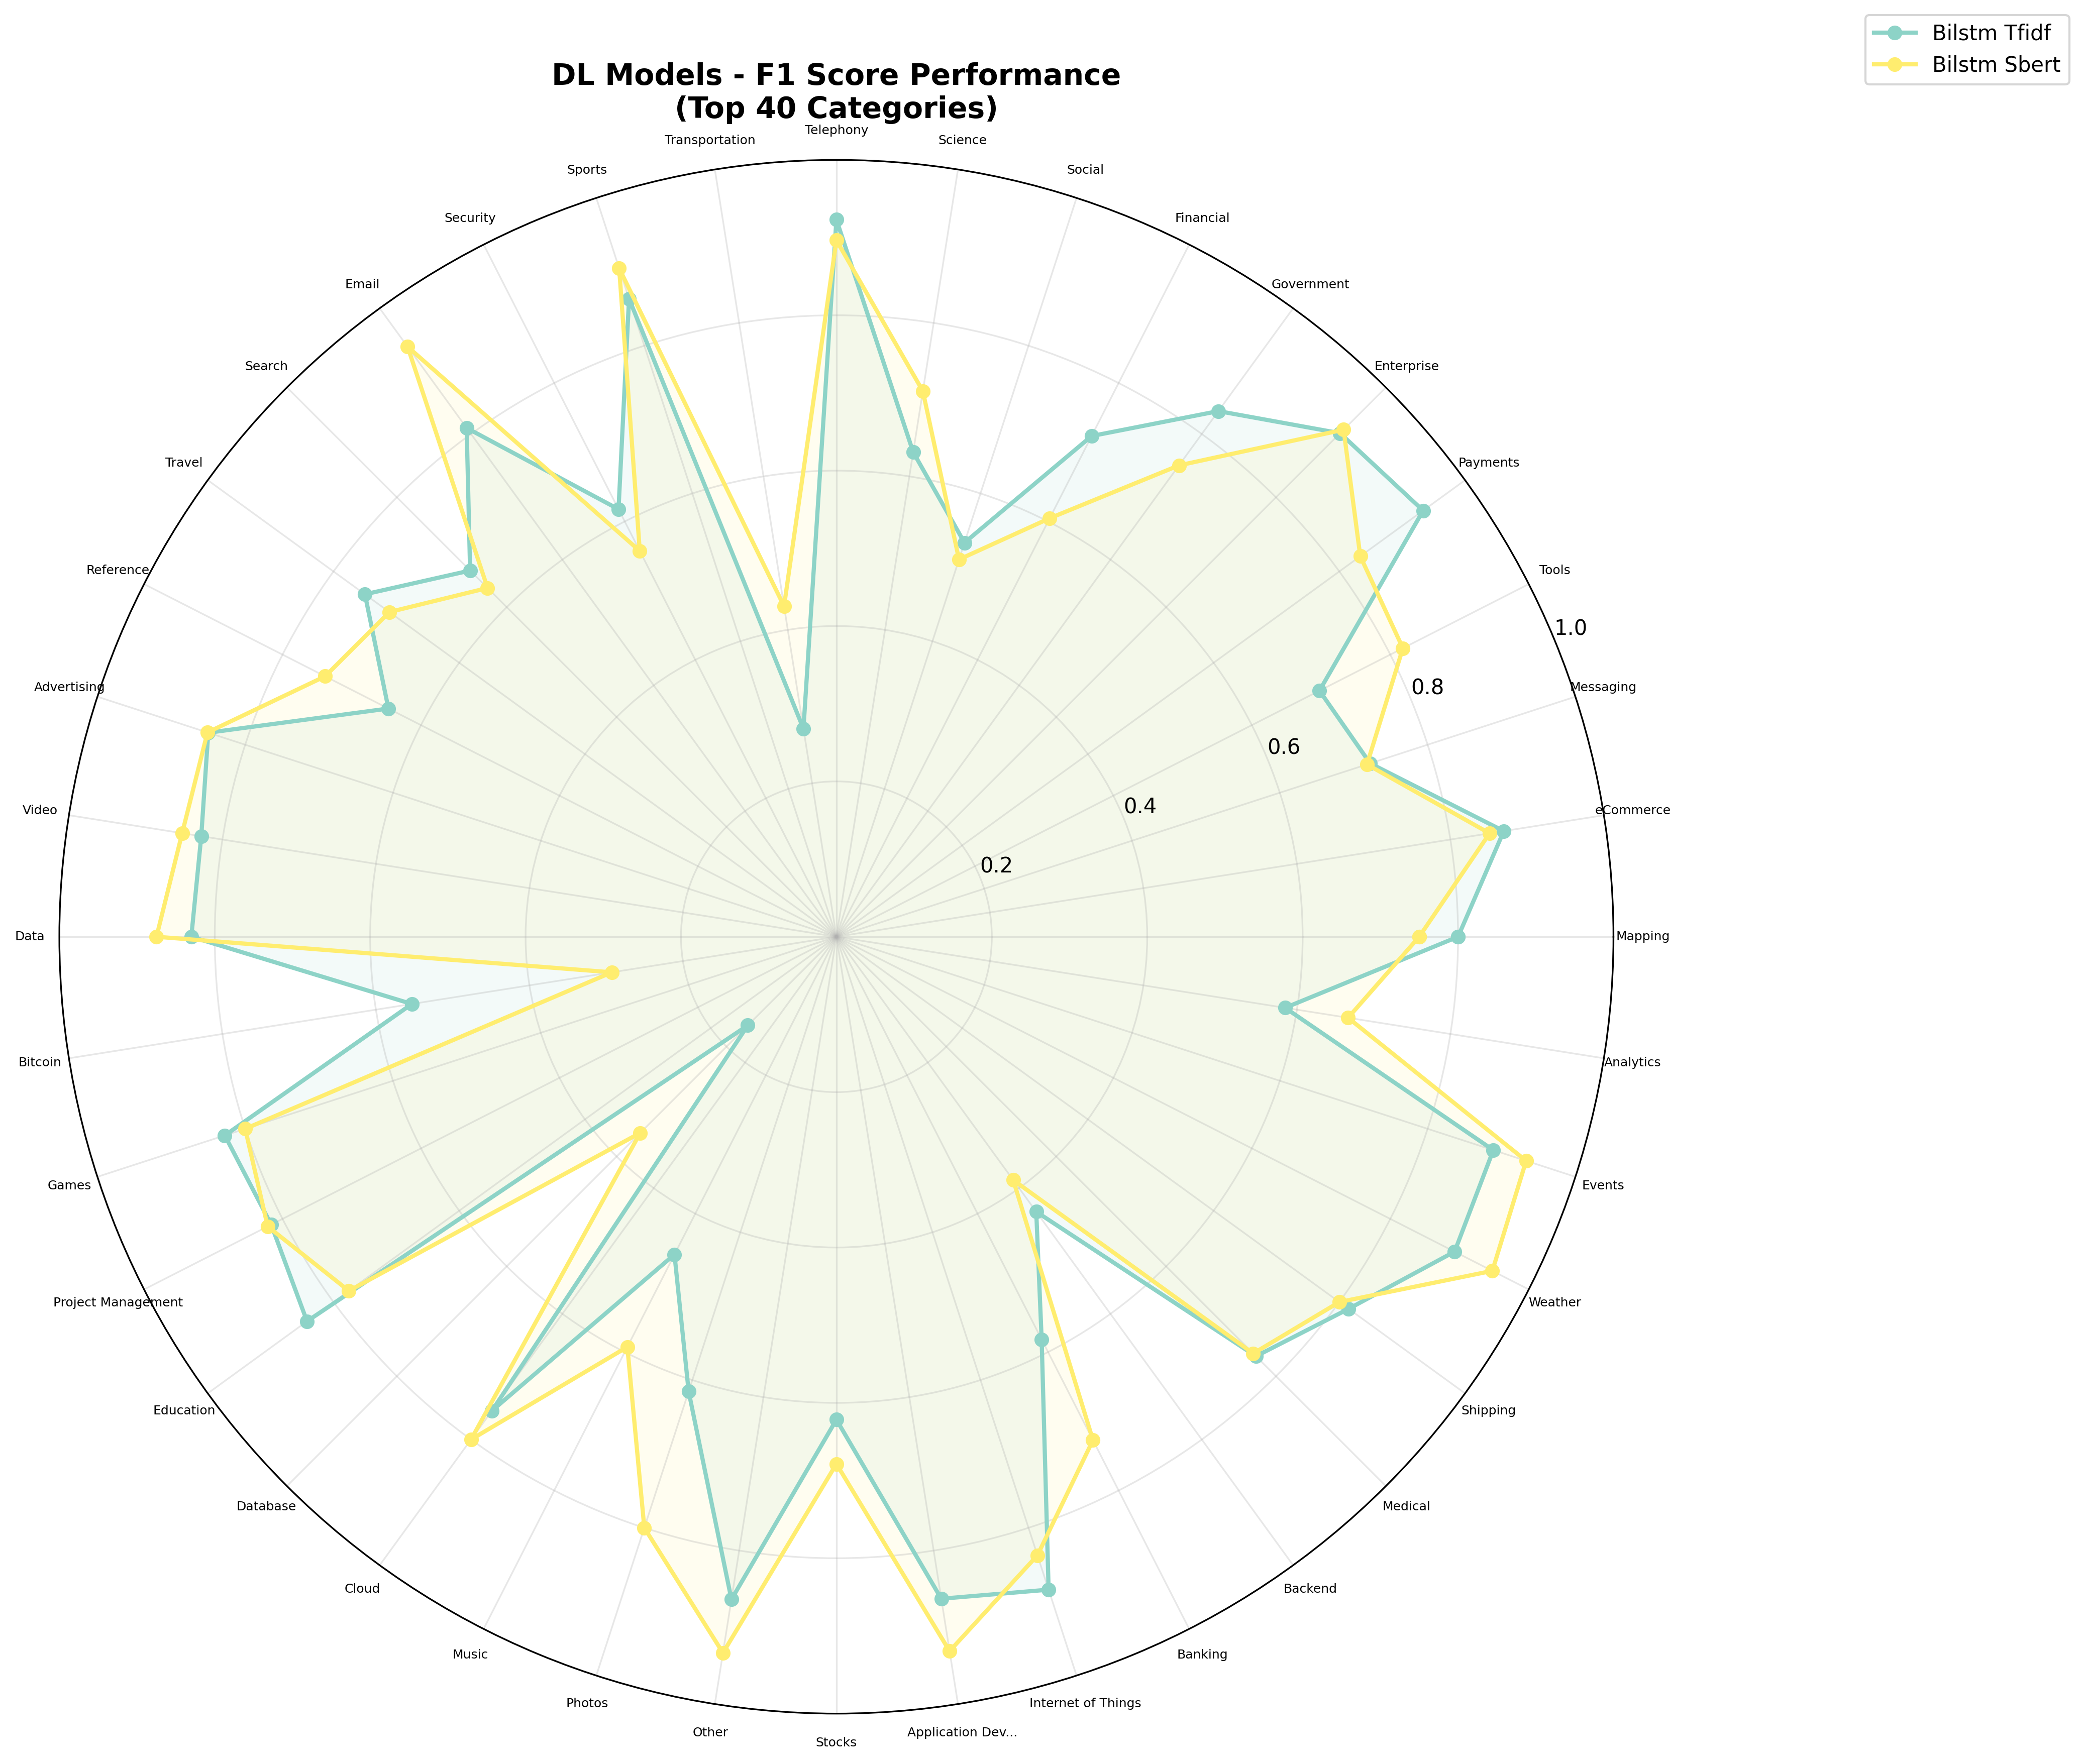 Bilstm Tfidf
Bilstm Sbert
DL Models - F1 Score Performance
(Top 40 Categories)
Telephony
Transportation
Science
Sports
Social
Security
Financial
Email
Government
Search
Enterprise
Travel
Payments
Reference
Tools
1.0
Advertising
0.8
Messaging
0.6
Video
0.4
eCommerce
0.2
Data
Mapping
Bitcoin
Analytics
Games
Events
Project Management
Weather
Education
Shipping
Database
Medical
Cloud
Backend
Music
Banking
Photos
Internet of Things
Other
Application Dev...
Stocks